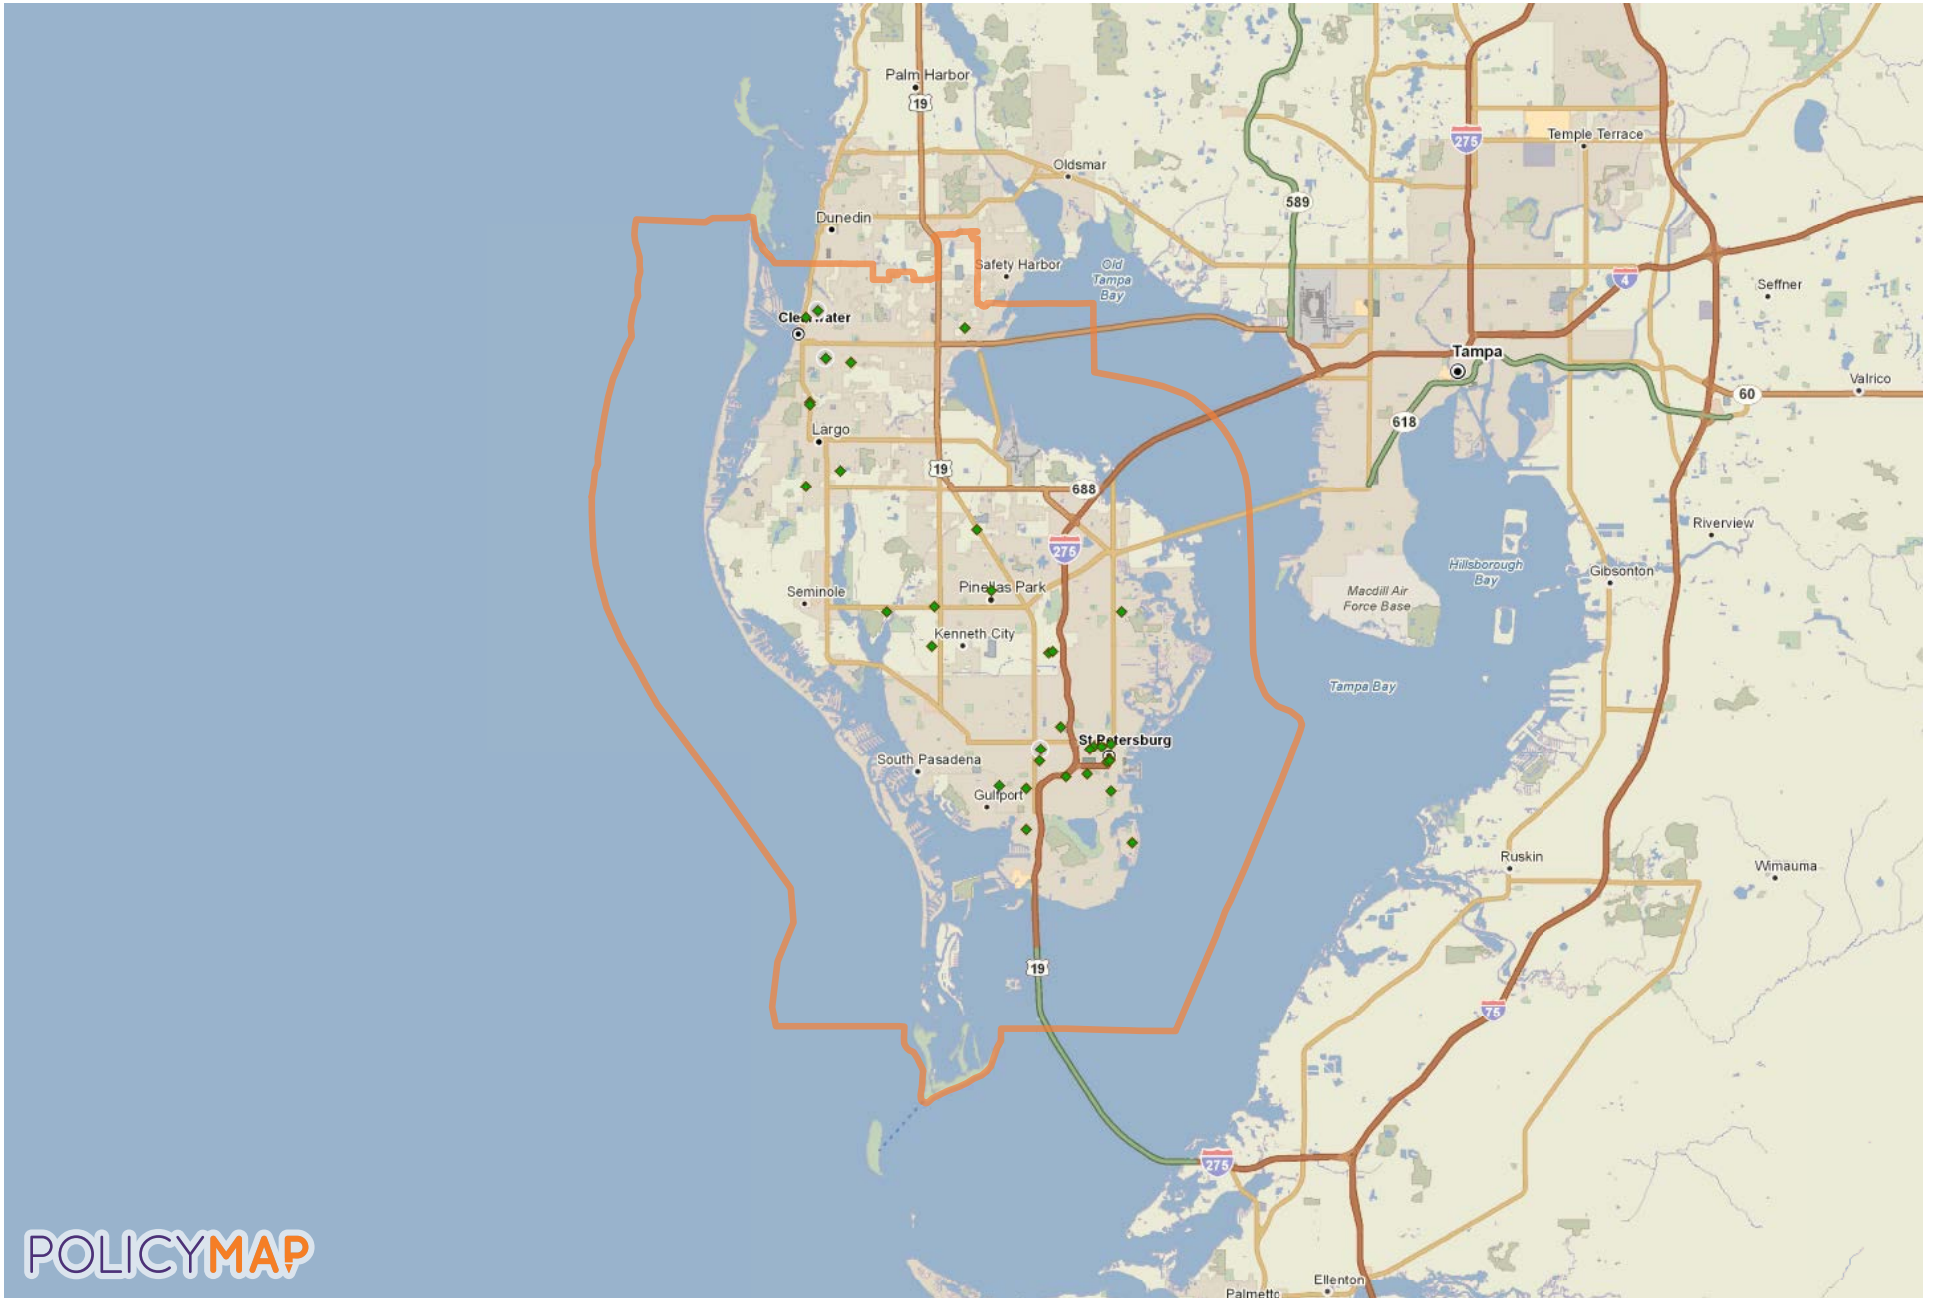 Palm Harbor
19
Temple Terrace
275
Oldsmar
589
Dunedin
Safety Harbor
Old
Tampa
Bay
4
Seffner
Clearwater
Tampa
Valrico
60
618
Largo
19
688
Riverview
275
Hillsborough
Bay
Gibsonton
Pinellas Park
Seminole
Macdill Air
Force Base
Kenneth City
Tampa Bay
St Petersburg
South Pasadena
Gulfport
Ruskin
Wimauma
19
75
275
POLICYMAP
Ellenton
Palmetto